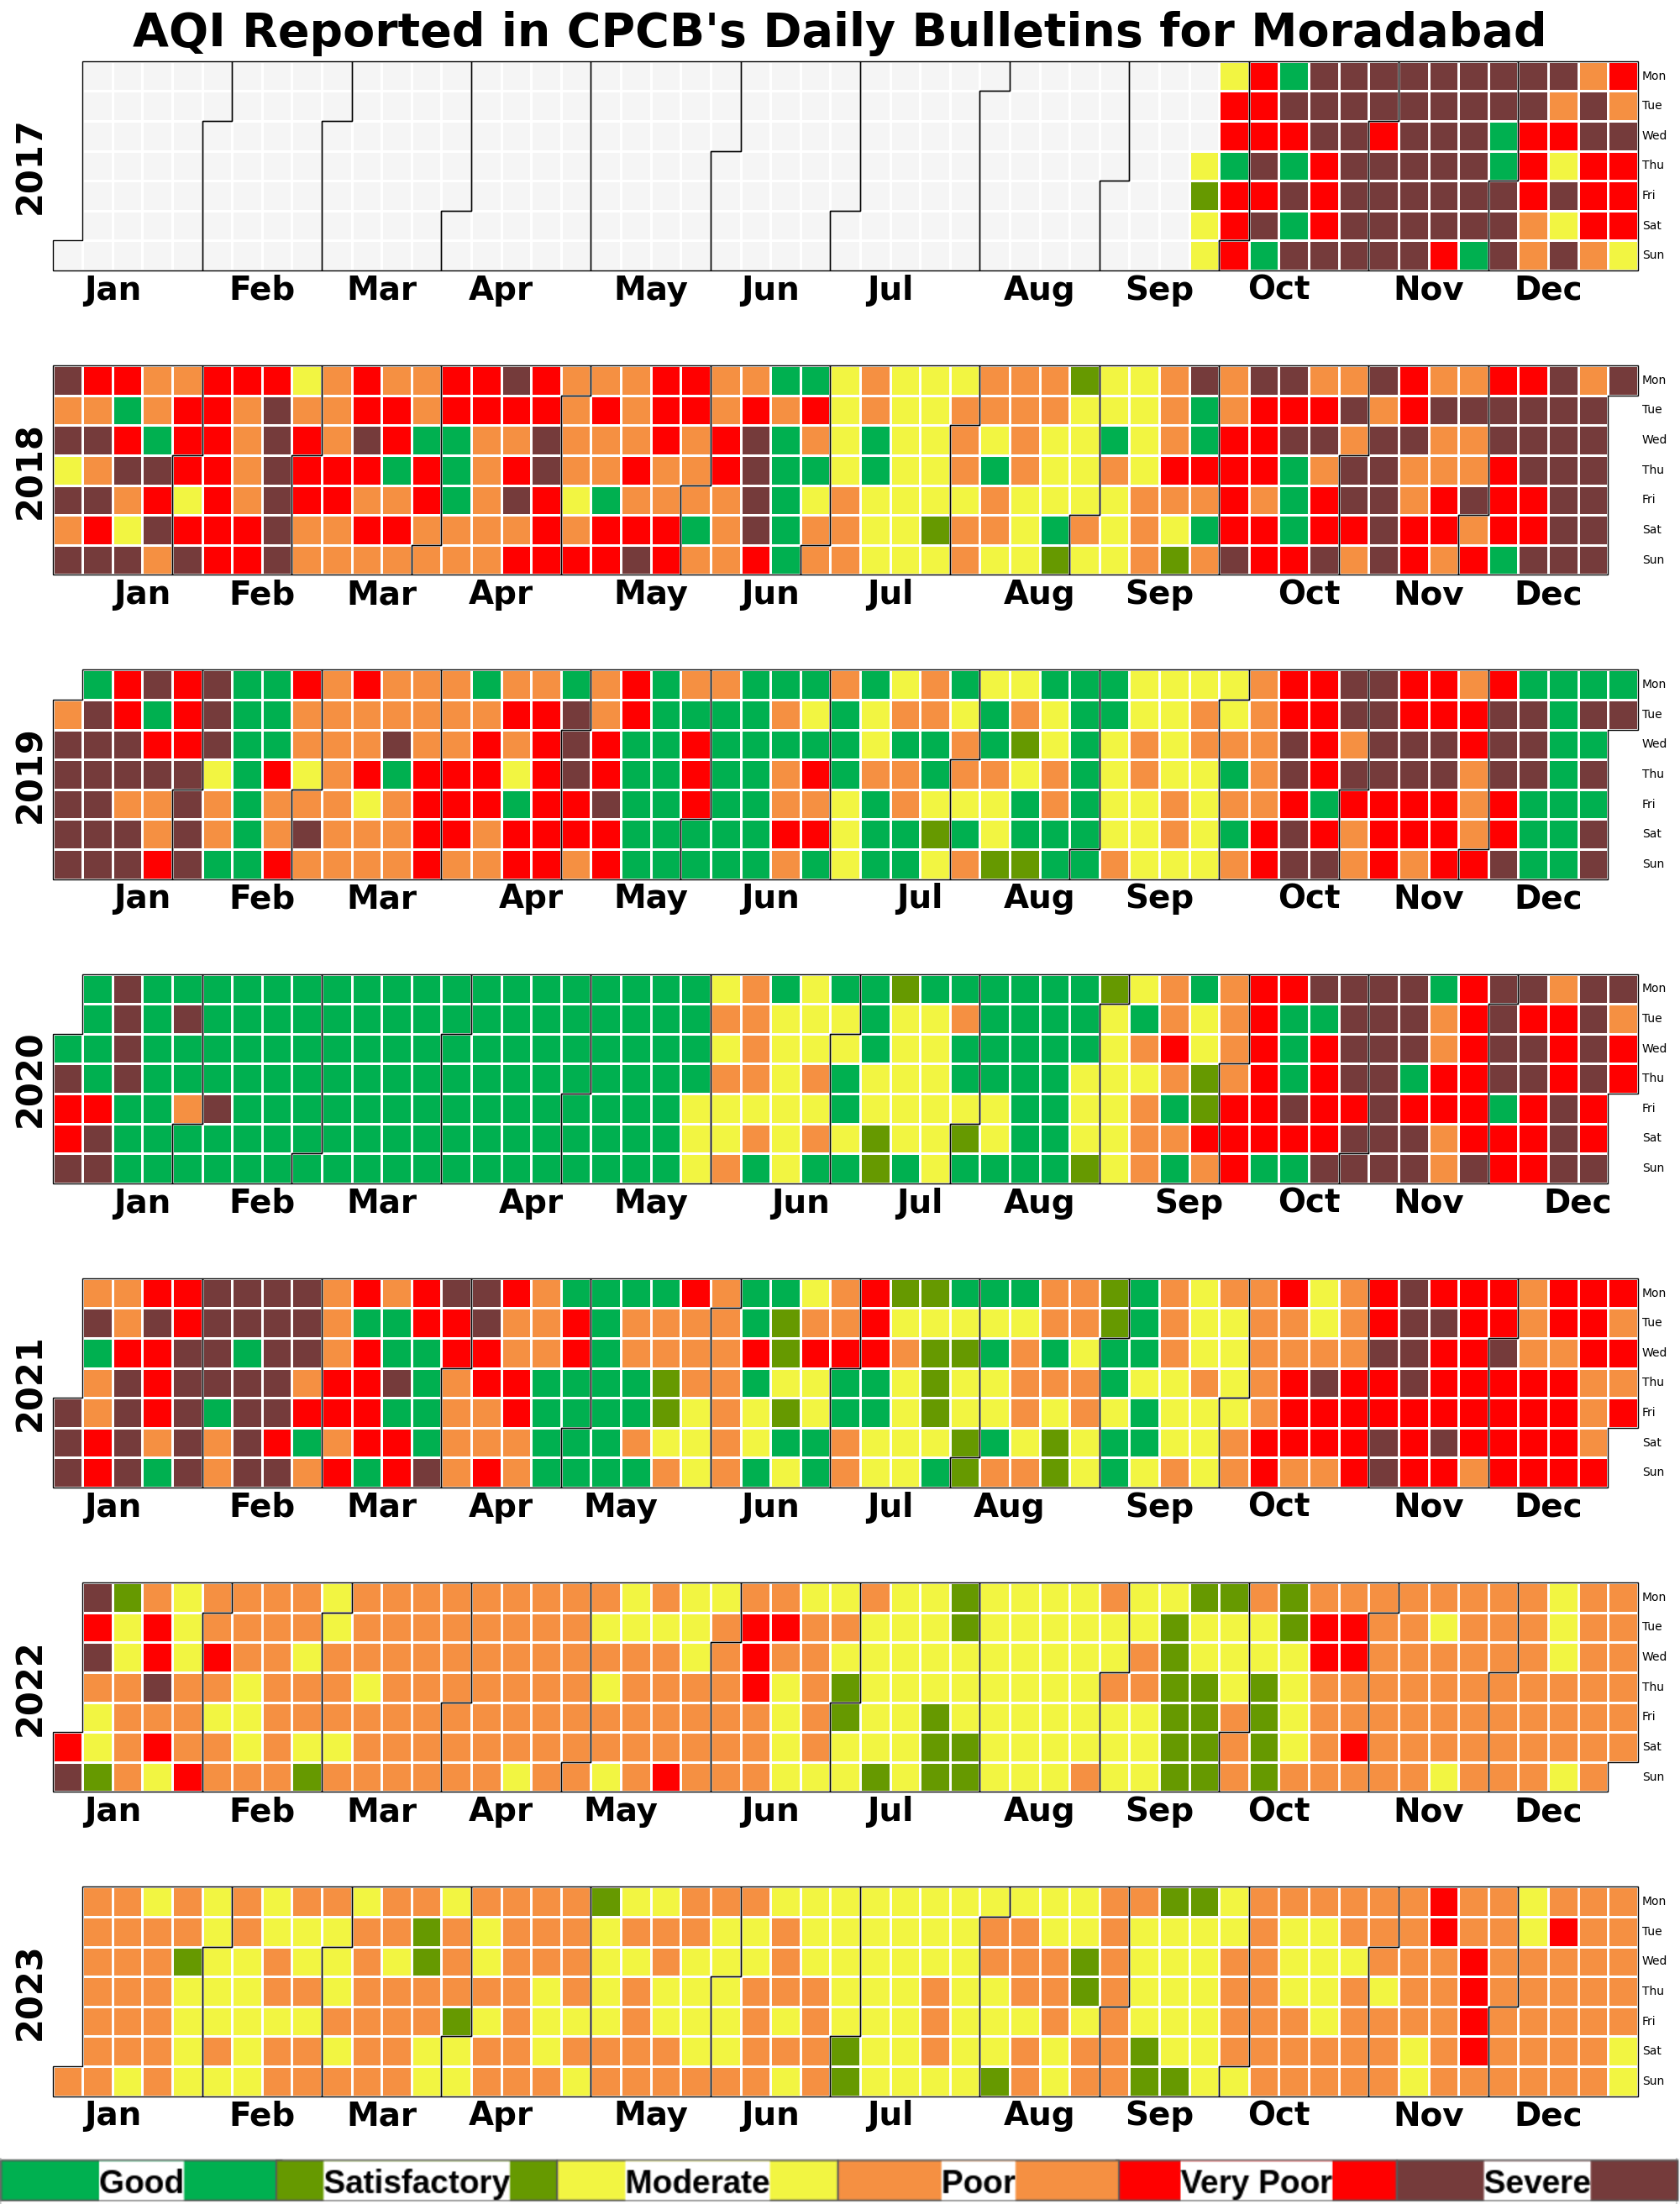 AQI Reported in CPCB's Daily Bulletins for Moradabad
2017
Mon
Tue
Wed
Thu
Fri
Sat
Sun
Jan Feb Mar Apr May Jun Jul Aug Sep Oct Nov Dec
2018
Mon
Tue
Wed
Thu
Fri
Sat
Sun
Jan Feb Mar Apr May Jun Jul Aug Sep Oct Nov Dec
2019
Mon
Tue
Wed
Thu
Fri
Sat
Sun
Jan Feb Mar Apr May Jun Jul Aug Sep Oct Nov Dec
2020
Mon
Tue
Wed
Thu
Fri
Sat
Sun
Jan Feb Mar Apr May Jun Jul Aug Sep Oct Nov Dec
2021
Mon
Tue
Wed
Thu
Fri
Sat
Sun
Jan Feb Mar Apr May Jun Jul Aug Sep Oct Nov Dec
2022
Mon
Tue
Wed
Thu
Fri
Sat
Sun
Jan Feb Mar Apr May Jun Jul Aug Sep Oct Nov Dec
2023
Mon
Tue
Wed
Thu
Fri
Sat
Sun
Jan Feb Mar Apr May Jun Jul Aug Sep Oct Nov Dec
Good Satisfactory Moderate Poor Very Poor Severe